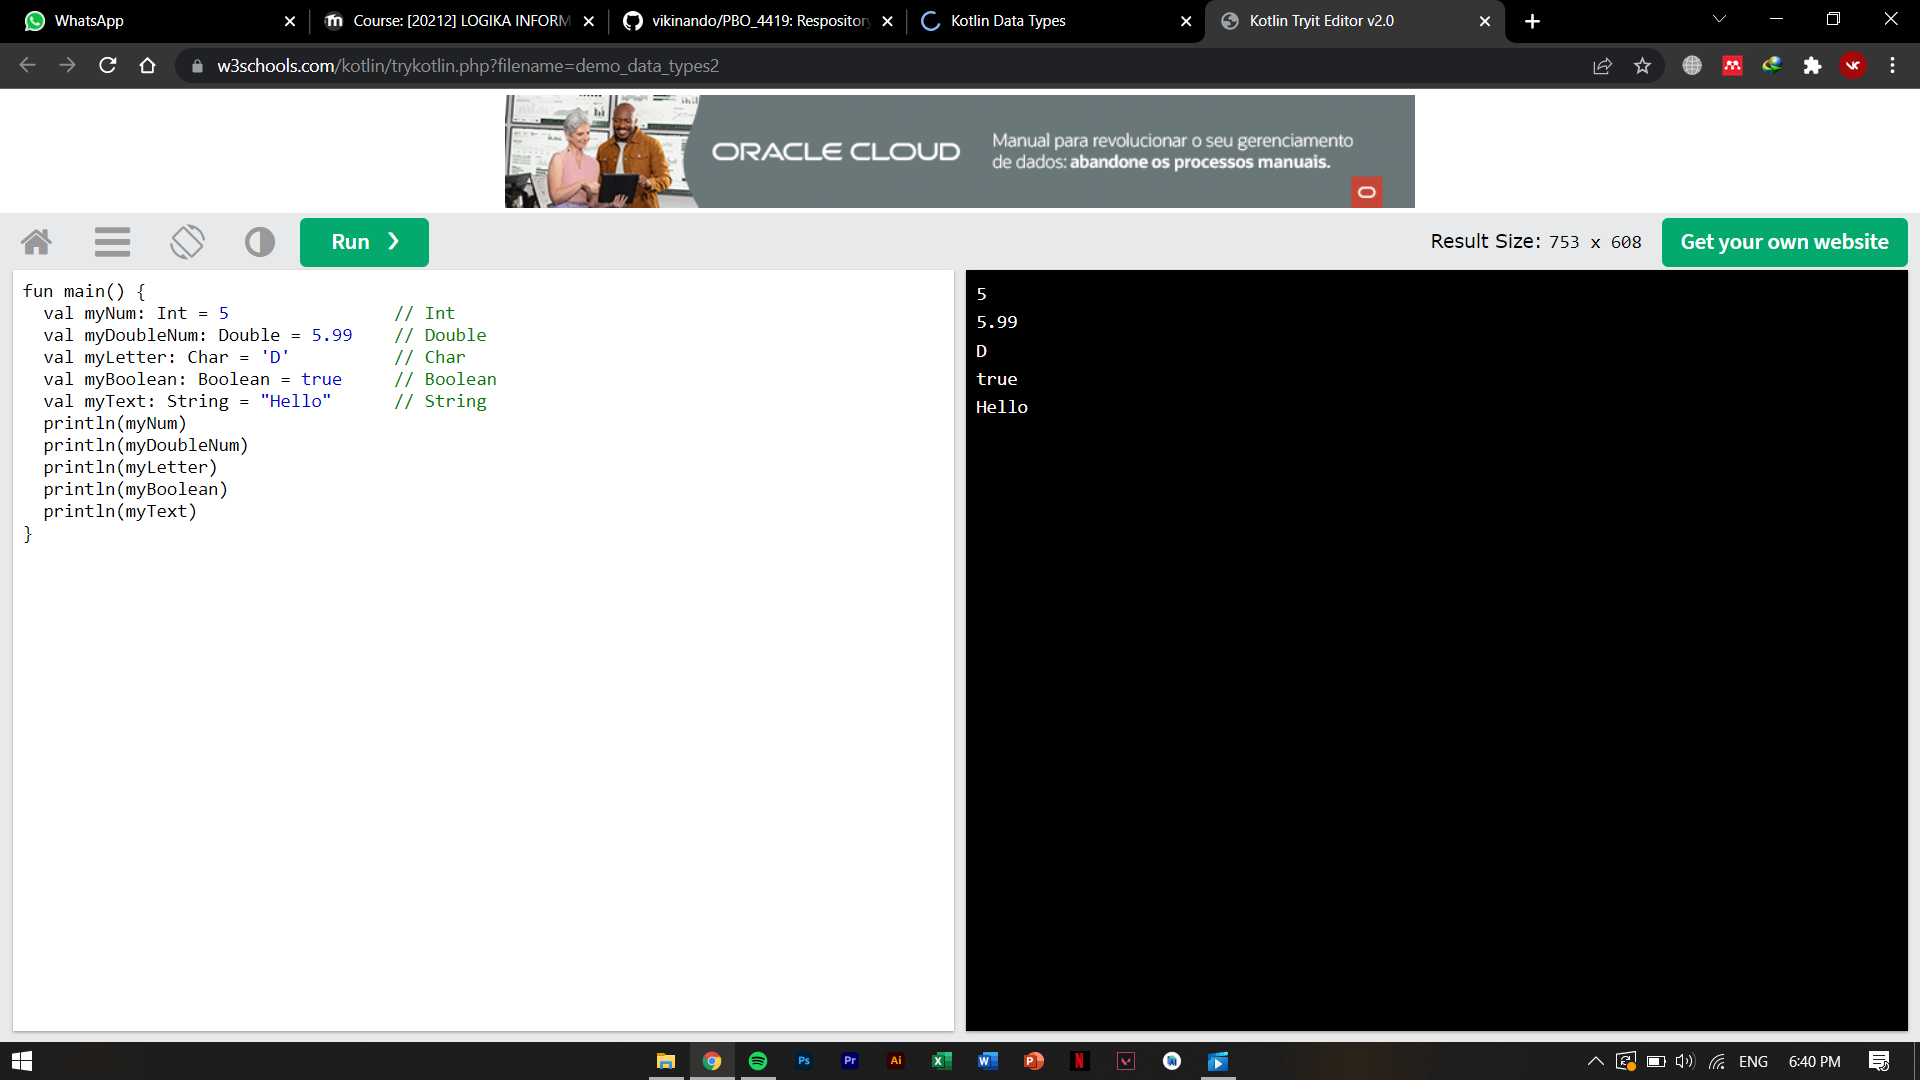 WhatsApp
Course: [20212] LOGIKA INFORM
vikinando/PBO_4419: Respository
Kotlin Data Types
Kotlin Tryit Editor v2.0
w3schools.com/kotlin/trykotlin.php?filename=demo_data_types2
ORACLE CLOUD
Manual para revolucionar o seu gerenciamento
de dados: abandone os processos manuais.
Run ❯
Result Size: 753 x 608
Get your own website
fun main() {
val myNum: Int = 5 // Int
val myDoubleNum: Double = 5.99 // Double
val myLetter: Char = 'D' // Char
val myBoolean: Boolean = true // Boolean
val myText: String = "Hello" // String
println(myNum)
println(myDoubleNum)
println(myLetter)
println(myBoolean)
println(myText)
}
5
5.99
D
true
Hello
Ps
Pr
Ai
ENG
6:40 PM